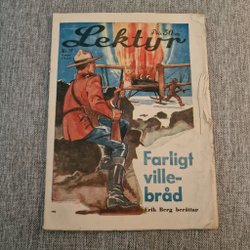 Lektyr
Farligt
ville-
bråd
Erik Berg berättar